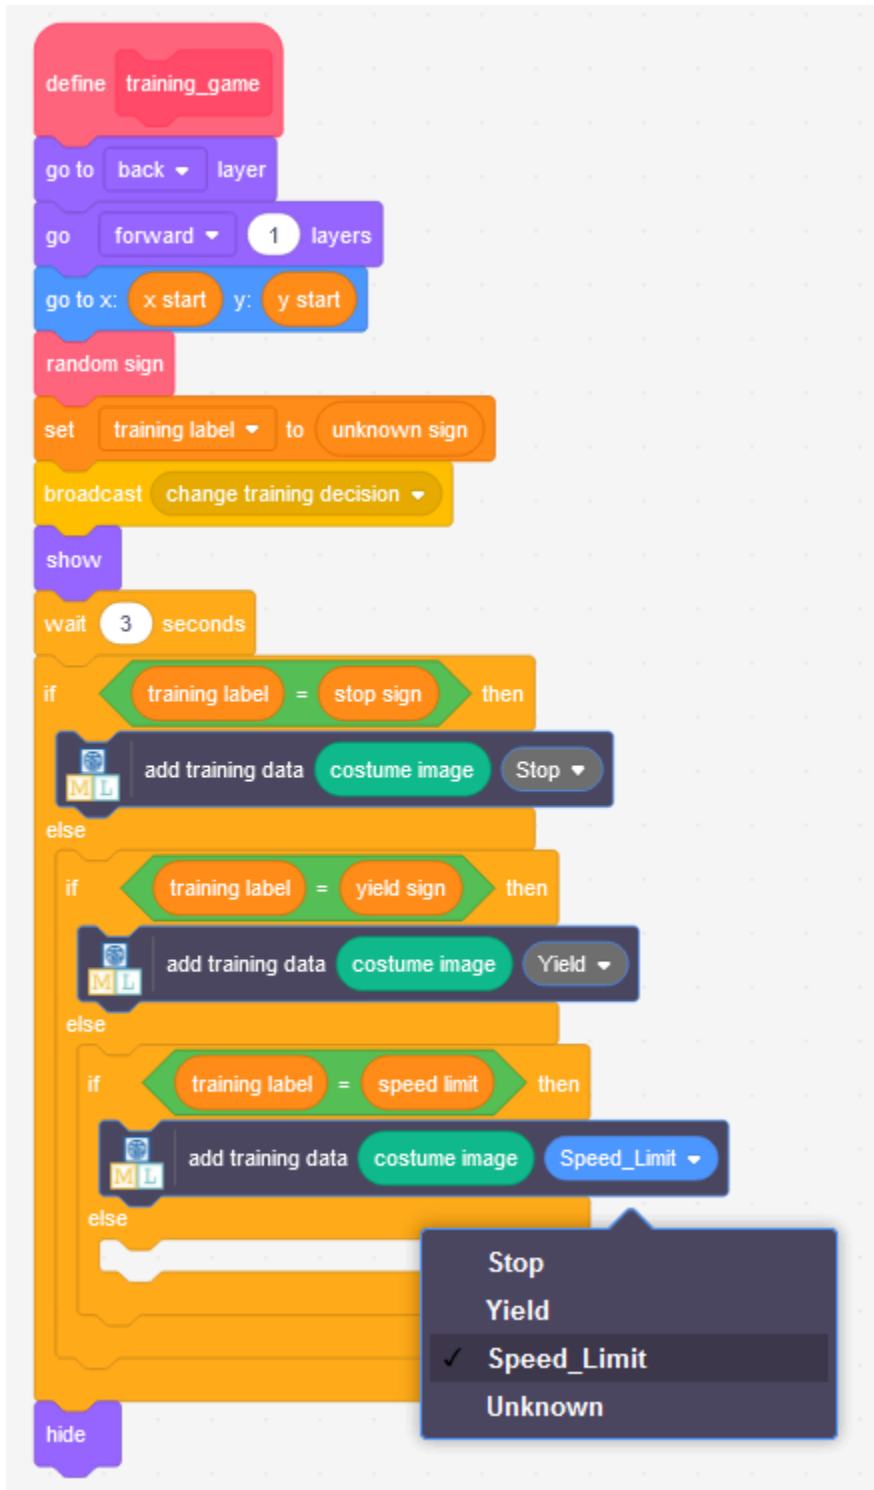 define training_game
go to back layer
go forward 1 layers
go to x: x start y: y start
random sign
set training label to unknown sign
broadcast change training decision
show
wait 3 seconds
if training label = stop sign then
ML add training data costume image Stop
else
if training label = yield sign then
ML add training data costume image Yield
else
if training label = speed limit then
ML add training data costume image Speed_Limit
else
Stop
Yield
✓ Speed_Limit
Unknown
hide